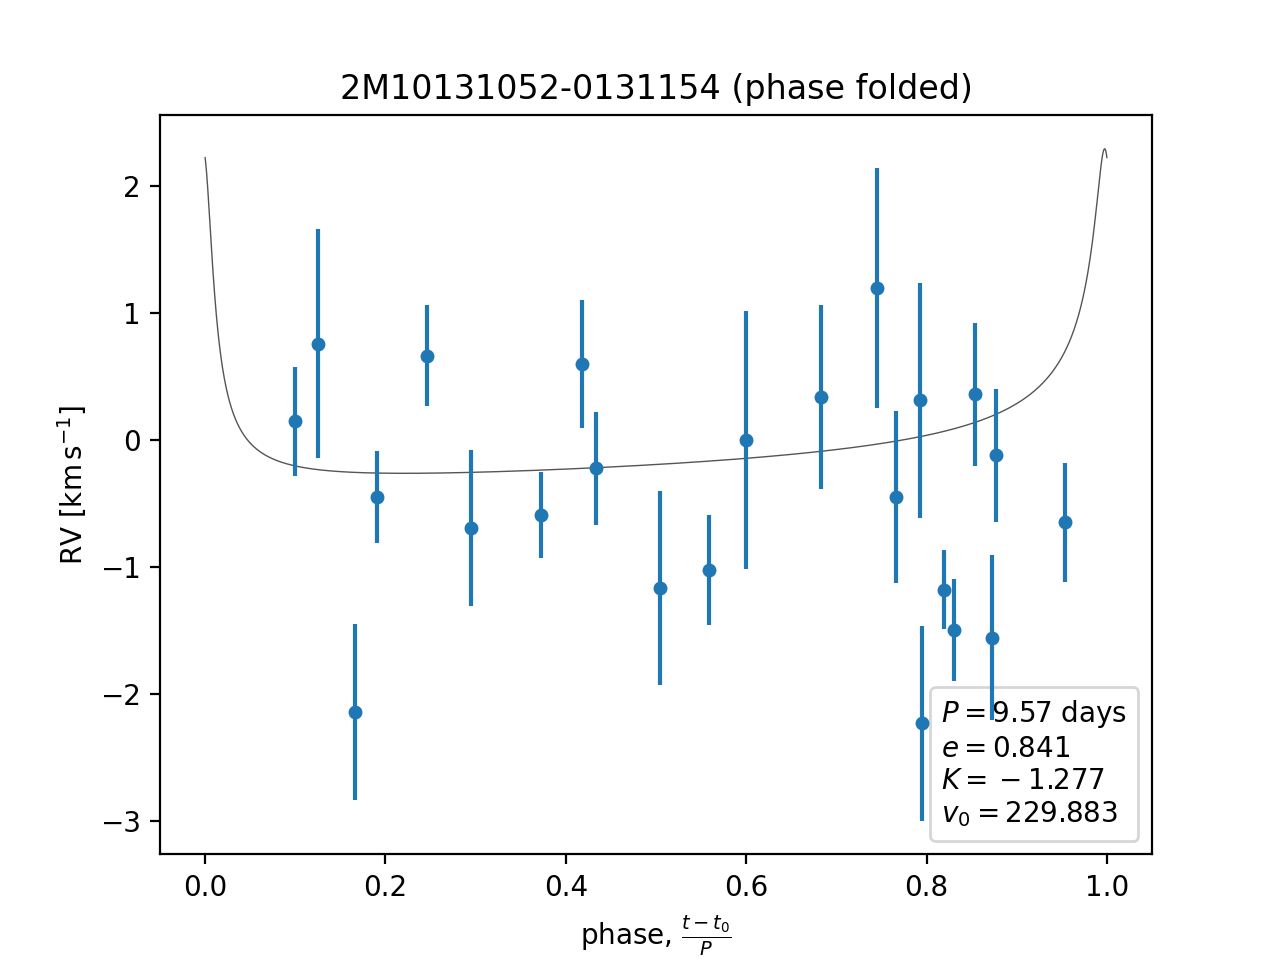 2M10131052-0131154 (phase folded)
2
1
0
−1
−2
−3
RV [km s⁻¹]
P = 9.57 days
e = 0.841
K = −1.277
v₀ = 229.883
0.0 0.2 0.4 0.6 0.8 1.0
phase, (t − t₀)/P